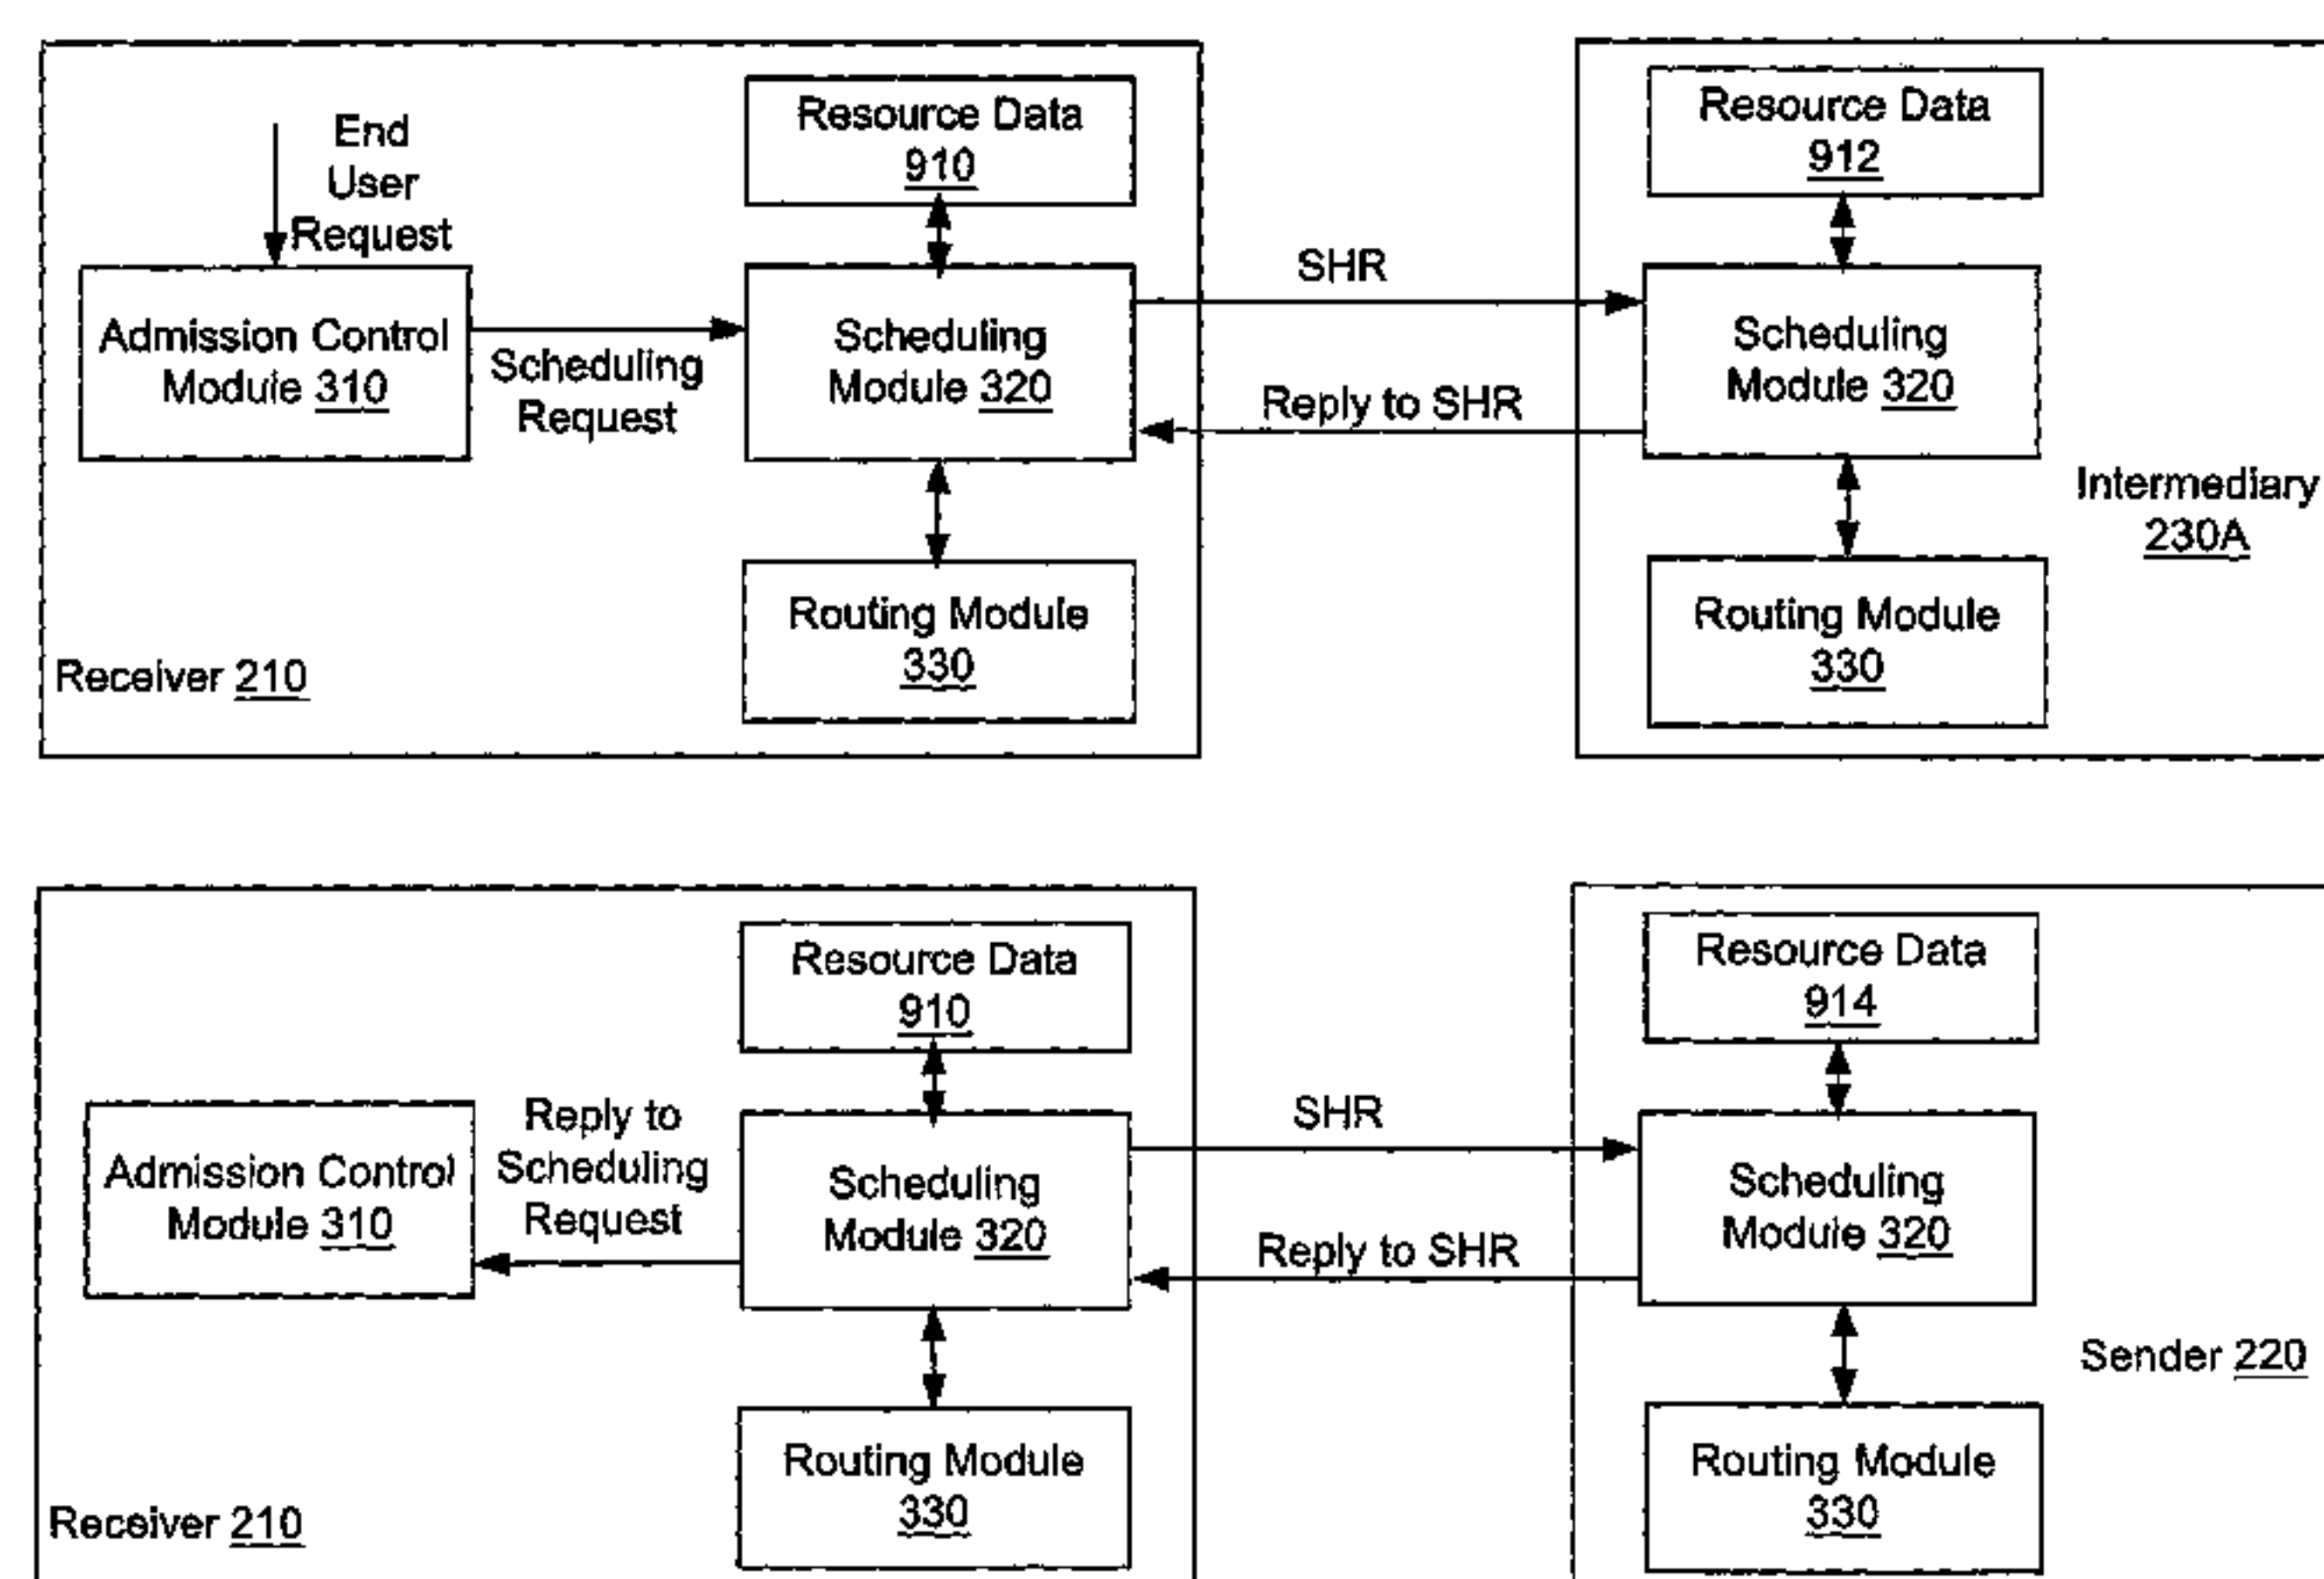 End
User
Request
Resource Data
910
Resource Data
912
SHR
Admission Control
Module 310
Scheduling
Request
Scheduling
Module 320
Scheduling
Module 320
Reply to SHR
Intermediary
230A
Routing Module
330
Routing Module
330
Receiver 210
Resource Data
910
Resource Data
914
Reply to
Scheduling
Request
SHR
Admission Control
Module 310
Scheduling
Module 320
Scheduling
Module 320
Reply to SHR
Sender 220
Routing Module
330
Routing Module
330
Receiver 210